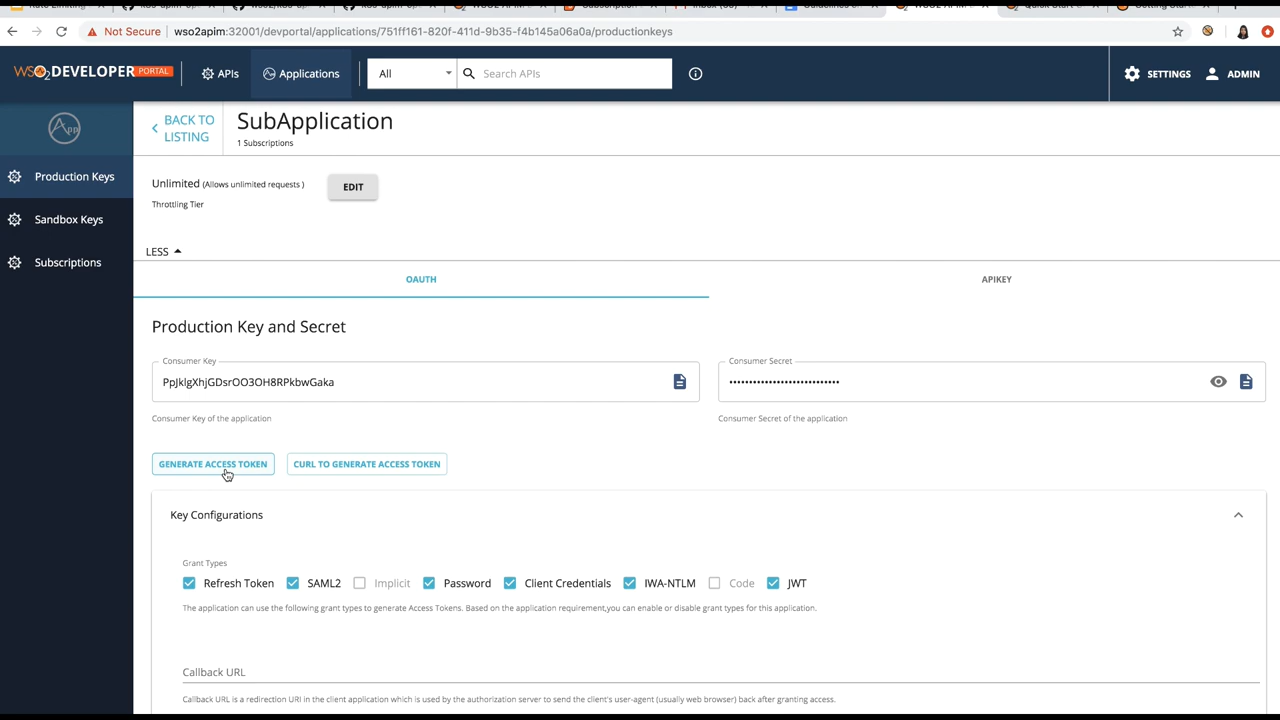 Not Secure wso2apim:32001/devportal/applications/751ff161-820f-411d-9b35-f4b145a06a0a/productionkeys
WSO2 DEVELOPER PORTAL APIs Applications All Search APIs SETTINGS ADMIN
App BACK TO LISTING SubApplication
1 Subscriptions
Production Keys
Sandbox Keys
Subscriptions
Unlimited (Allows unlimited requests ) EDIT
Throttling Tier
LESS
OAUTH APIKEY
Production Key and Secret
Consumer Key Consumer Secret
PpJklgXhjGDsrOO3OH8RPkbwGaka ••••••••••••••••••••••••••••
Consumer Key of the application Consumer Secret of the application
GENERATE ACCESS TOKEN CURL TO GENERATE ACCESS TOKEN
Key Configurations
Grant Types
Refresh Token SAML2 Implicit Password Client Credentials IWA-NTLM Code JWT
The application can use the following grant types to generate Access Tokens. Based on the application requirement,you can enable or disable grant types for this application.
Callback URL
Callback URL is a redirection URI in the client application which is used by the authorization server to send the client's user-agent (usually web browser) back after granting access.